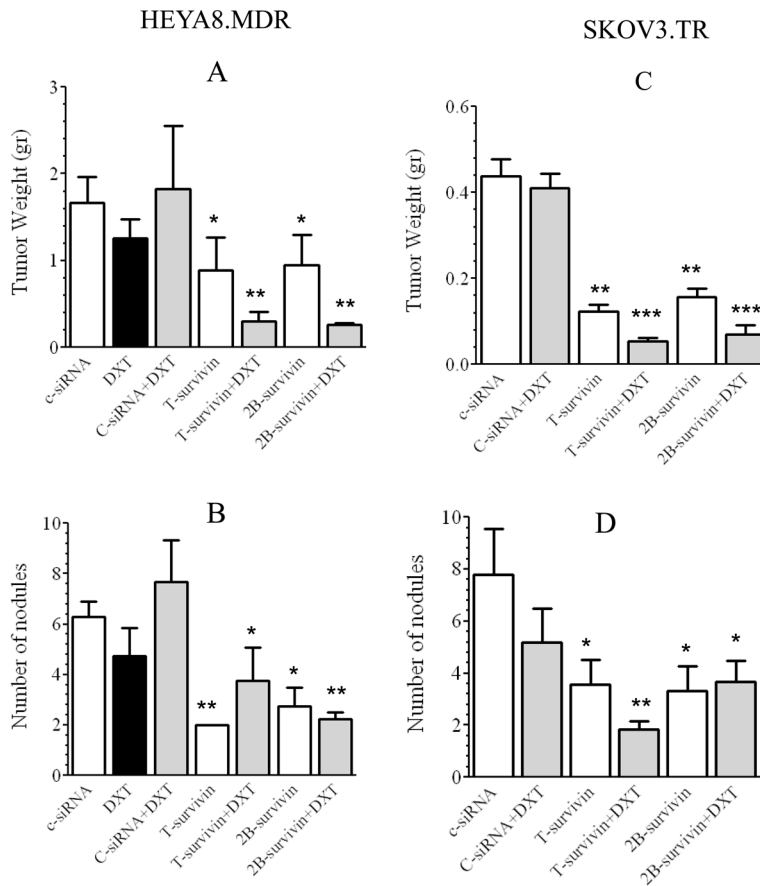 HEYA8.MDR
SKOV3.TR
A
Tumor Weight (gr)
3
2
1
0
*
**
*
**
c-siRNA
DXT
C-siRNA+DXT
T-survivin
T-survivin+DXT
2B-survivin
2B-survivin+DXT
C
Tumor Weight (gr)
0.6
0.4
0.2
0.0
**
***
**
***
c-siRNA
C-siRNA+DXT
T-survivin
T-survivin+DXT
2B-survivin
2B-survivin+DXT
B
Number of nodules
10
8
6
4
2
0
**
*
*
**
c-siRNA
DXT
C-siRNA+DXT
T-survivin
T-survivin+DXT
2B-survivin
2B-survivin+DXT
D
Number of nodules
10
8
6
4
2
0
*
**
*
*
c-siRNA
C-siRNA+DXT
T-survivin
T-survivin+DXT
2B-survivin
2B-survivin+DXT